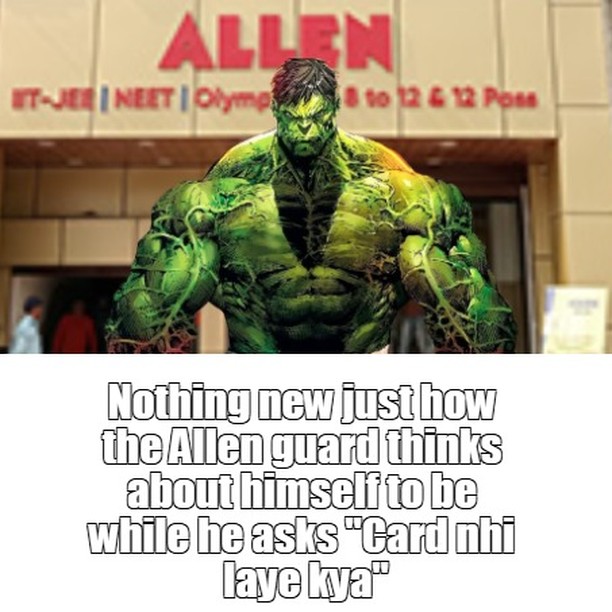 ALLEN
IIT-JEE | NEET | Olymp 8 to 12 & 12 Pass
Nothing new just how
the Allen guard thinks
about himself to be
while he asks "Card nhi
laye kya"